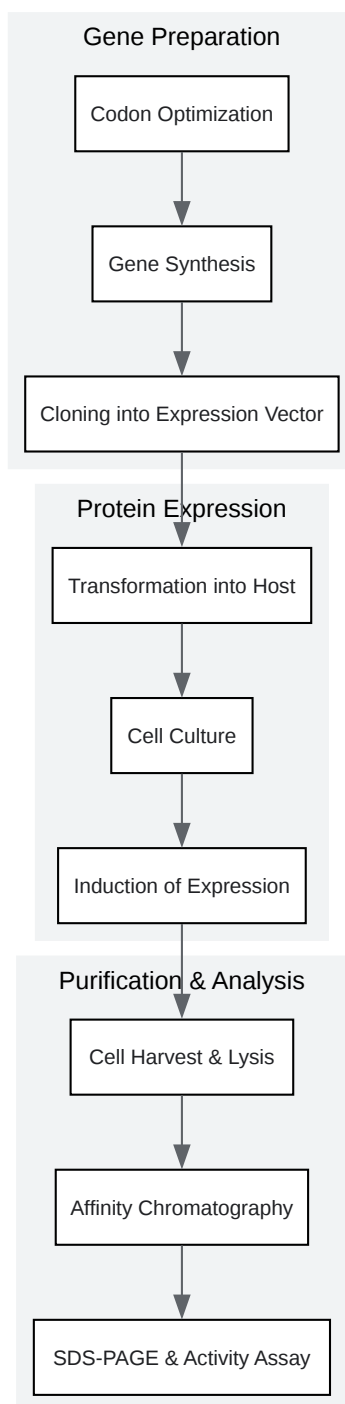 Gene Preparation
Codon Optimization
Gene Synthesis
Cloning into Expression Vector
Protein Expression
Transformation into Host
Cell Culture
Induction of Expression
Purification & Analysis
Cell Harvest & Lysis
Affinity Chromatography
SDS-PAGE & Activity Assay